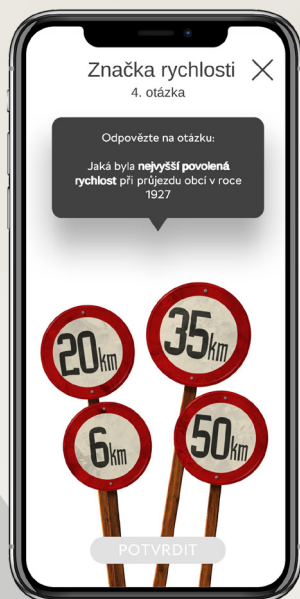 Značka rychlosti
4. otázka
Odpovězte na otázku:
Jaká byla nejvyšší povolená
rychlost při průjezdu obcí v roce
1927
20km
35km
6km
50km
POTVRDIT